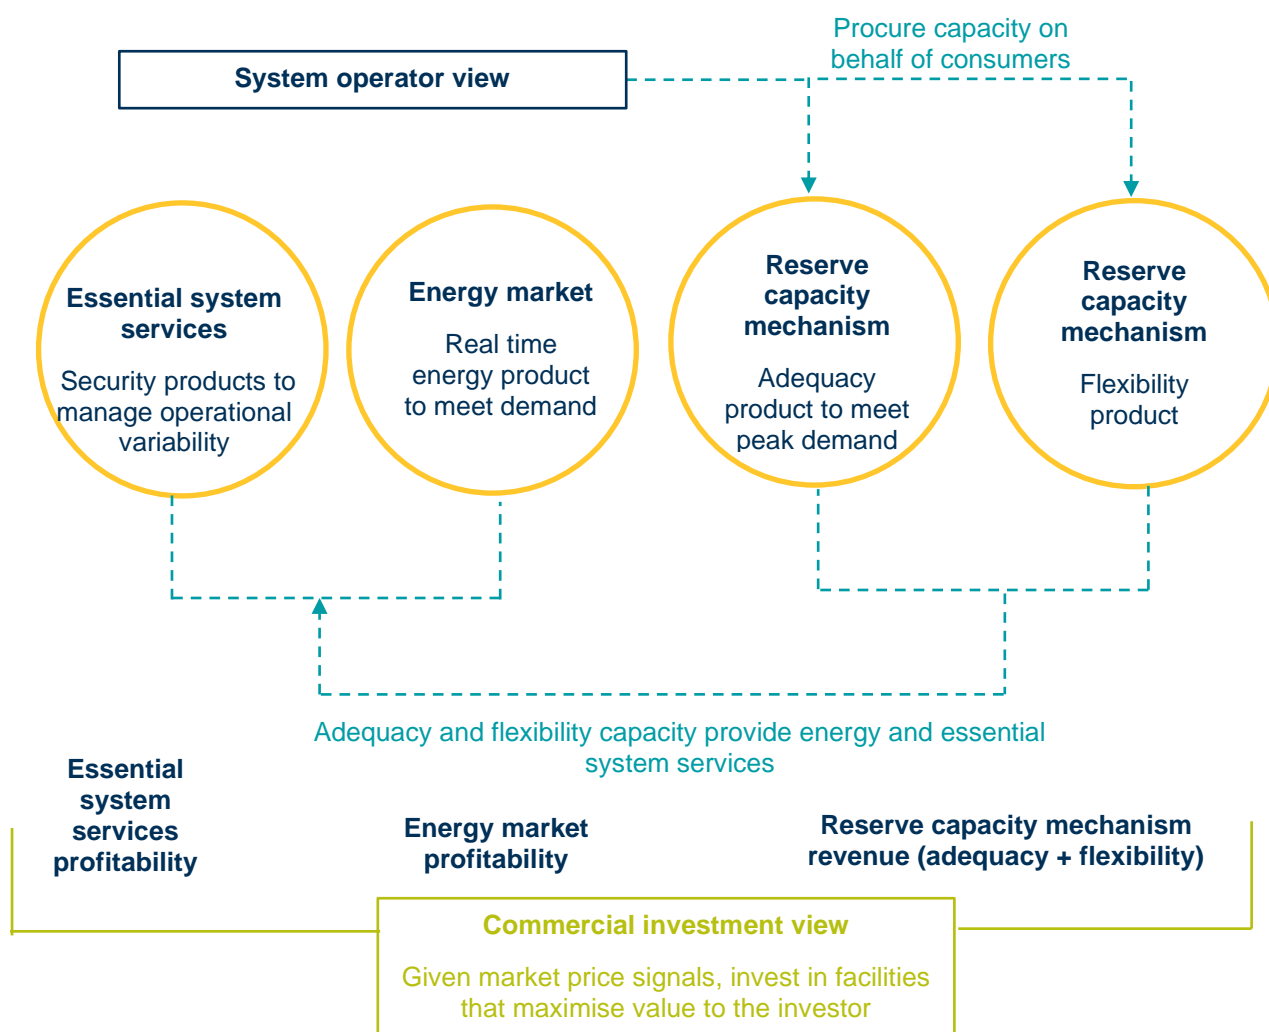 Procure capacity on
behalf of consumers
System operator view
Essential system
services
Security products to
manage operational
variability
Energy market
Real time
energy product
to meet demand
Reserve
capacity
mechanism
Adequacy
product to meet
peak demand
Reserve
capacity
mechanism
Flexibility
product
Adequacy and flexibility capacity provide energy and essential
system services
Essential
system
services
profitability
Energy market
profitability
Reserve capacity mechanism
revenue (adequacy + flexibility)
Commercial investment view
Given market price signals, invest in facilities
that maximise value to the investor